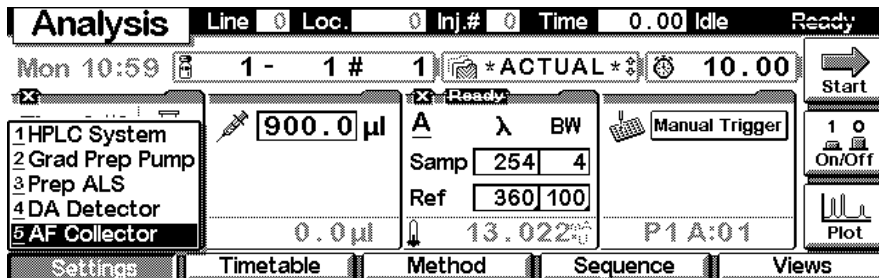 Analysis Line 0 Loc. 0 Inj.# 0 Time 0.00 Idle Ready
Mon 10:59 1 - 1 # 1 *ACTUAL* 10.00
Start
Ready
900.0 µl
A λ BW
Manual Trigger
1 HPLC System
2 Grad Prep Pump
3 Prep ALS
4 DA Detector
5 AF Collector
Samp 254 4
Ref 360 100
1 0
On/Off
0.0 µl 13.022 P1 A:01
Plot
Settings Timetable Method Sequence Views